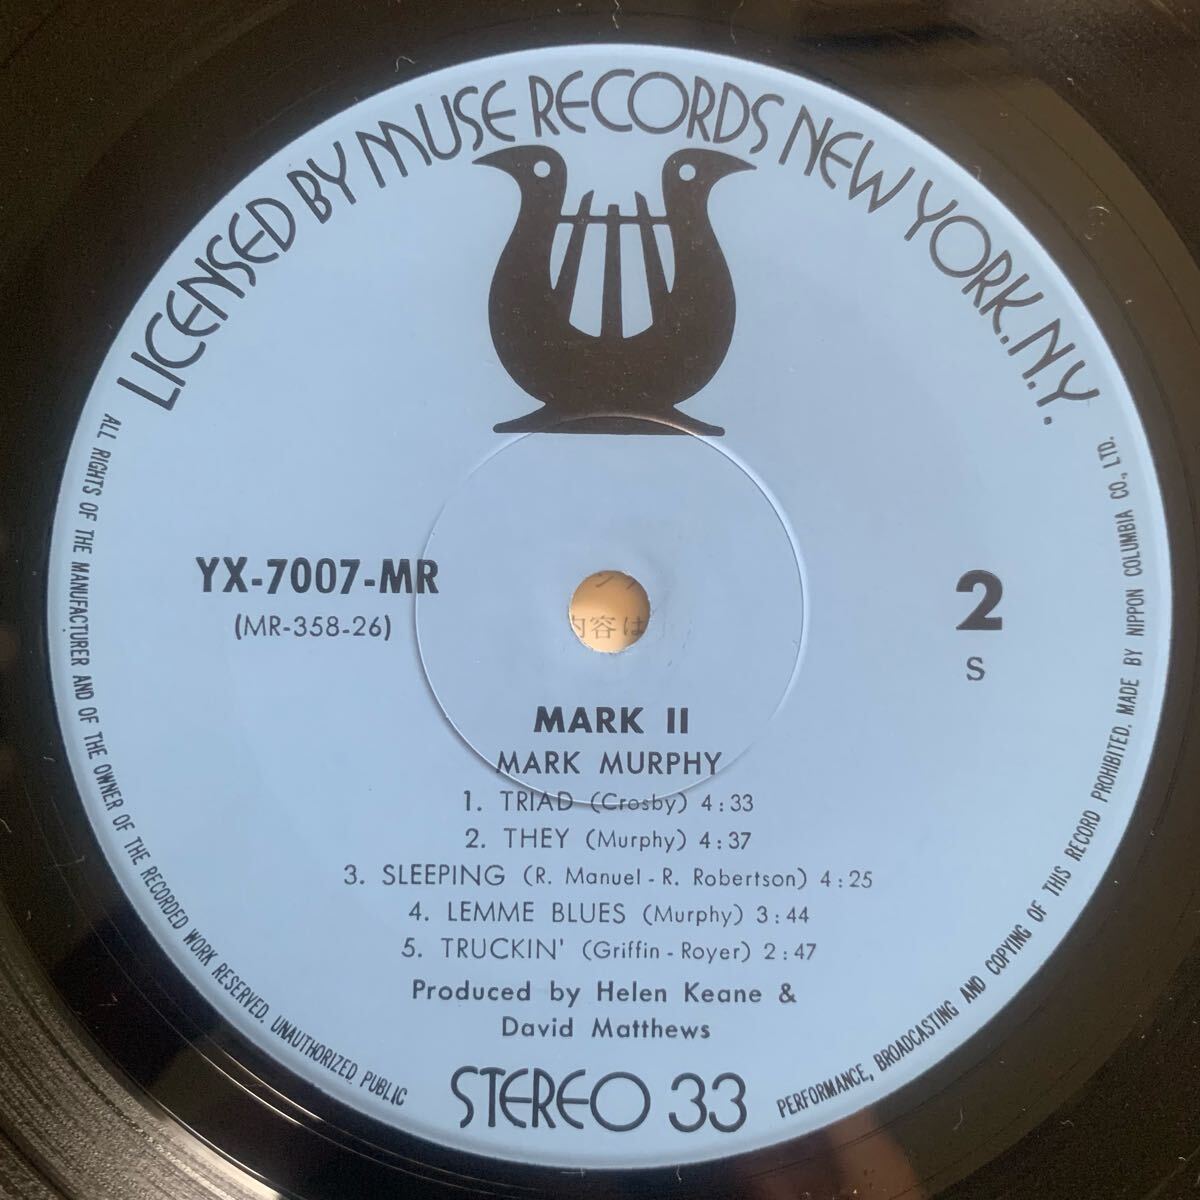 LICENSED BY MUSE RECORDS NEW YORK. N.Y.
YX-7007-MR
(MR-358-26)
2
S
内容は
MARK II
MARK MURPHY
1. TRIAD (Crosby) 4:33
2. THEY (Murphy) 4:37
3. SLEEPING (R. Manuel - R. Robertson) 4:25
4. LEMME BLUES (Murphy) 3:44
5. TRUCKIN' (Griffin - Royer) 2:47
Produced by Helen Keane &
David Matthews
STEREO 33
ALL RIGHTS OF THE MANUFACTURER AND OF THE OWNER OF THE RECORDED WORK RESERVED. UNAUTHORIZED PUBLIC PERFORMANCE, BROADCASTING AND COPYING OF THIS RECORD PROHIBITED. MADE BY NIPPON COLUMBIA CO., LTD.